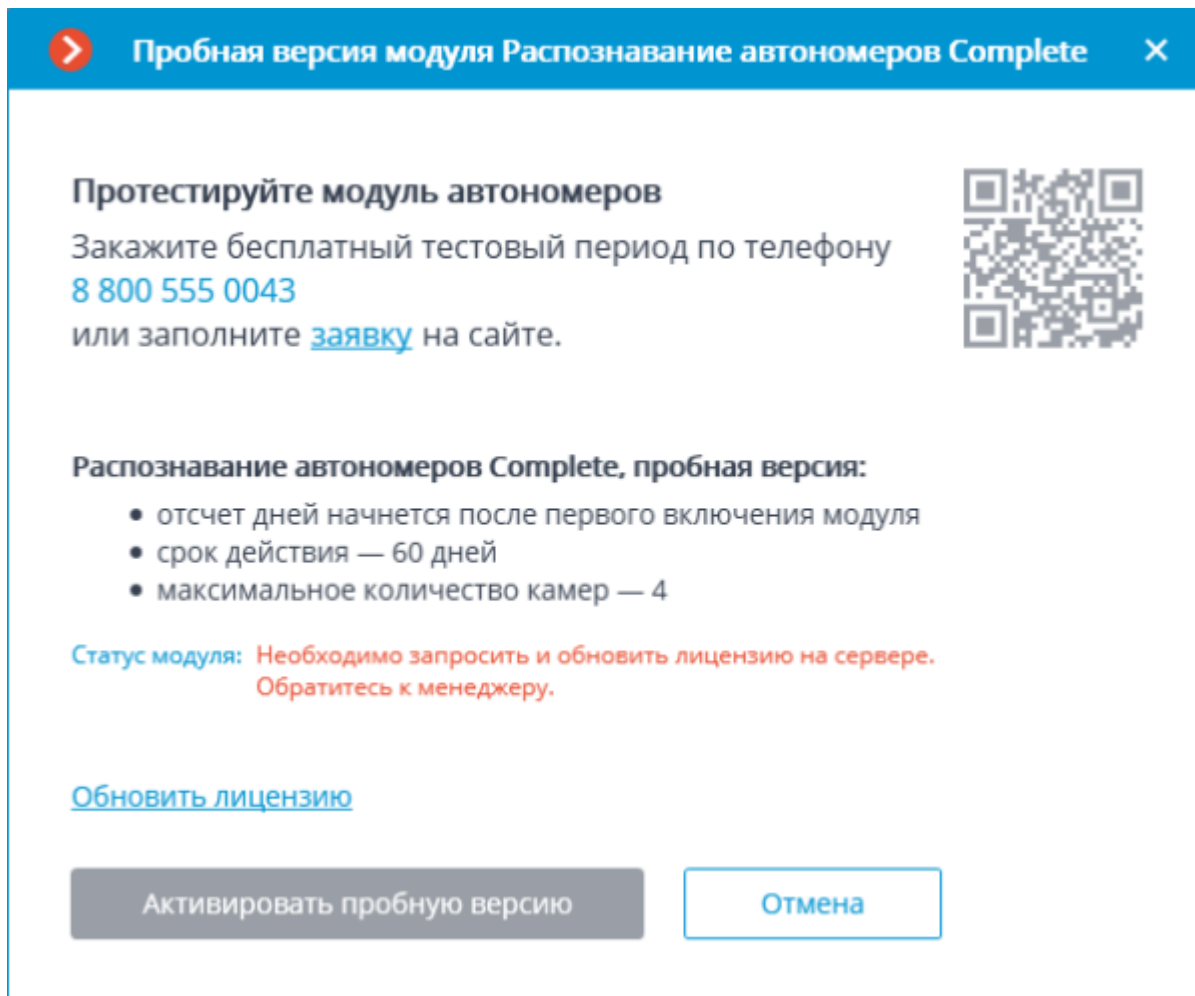 Пробная версия модуля Распознавание автономеров Complete
Протестируйте модуль автономеров
Закажите бесплатный тестовый период по телефону
8 800 555 0043
или заполните заявку на сайте.
Распознавание автономеров Complete, пробная версия:
• отсчет дней начнется после первого включения модуля
• срок действия — 60 дней
• максимальное количество камер — 4
Статус модуля: Необходимо запросить и обновить лицензию на сервере.
Обратитесь к менеджеру.
Обновить лицензию
Активировать пробную версию
Отмена